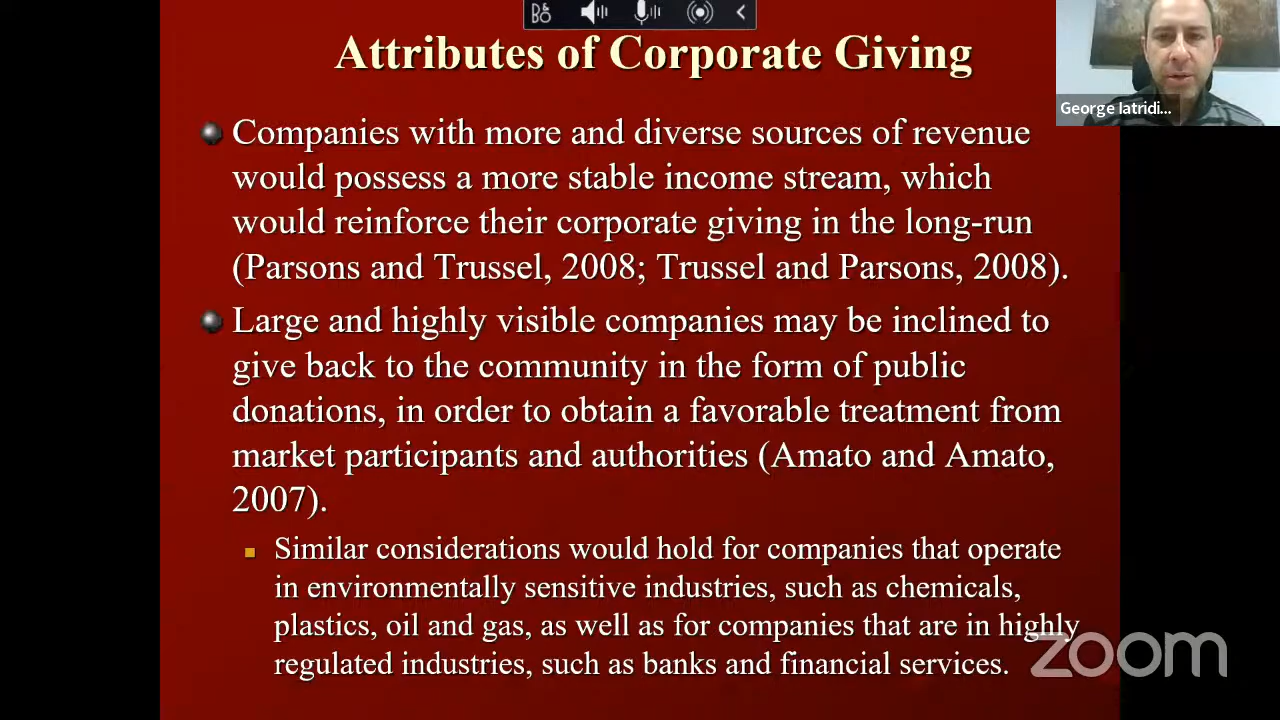 Attributes of Corporate Giving
George Iatridi...
Companies with more and diverse sources of revenue
would possess a more stable income stream, which
would reinforce their corporate giving in the long-run
(Parsons and Trussel, 2008; Trussel and Parsons, 2008).
Large and highly visible companies may be inclined to
give back to the community in the form of public
donations, in order to obtain a favorable treatment from
market participants and authorities (Amato and Amato,
2007).
Similar considerations would hold for companies that operate
in environmentally sensitive industries, such as chemicals,
plastics, oil and gas, as well as for companies that are in highly
regulated industries, such as banks and financial services.
zoom